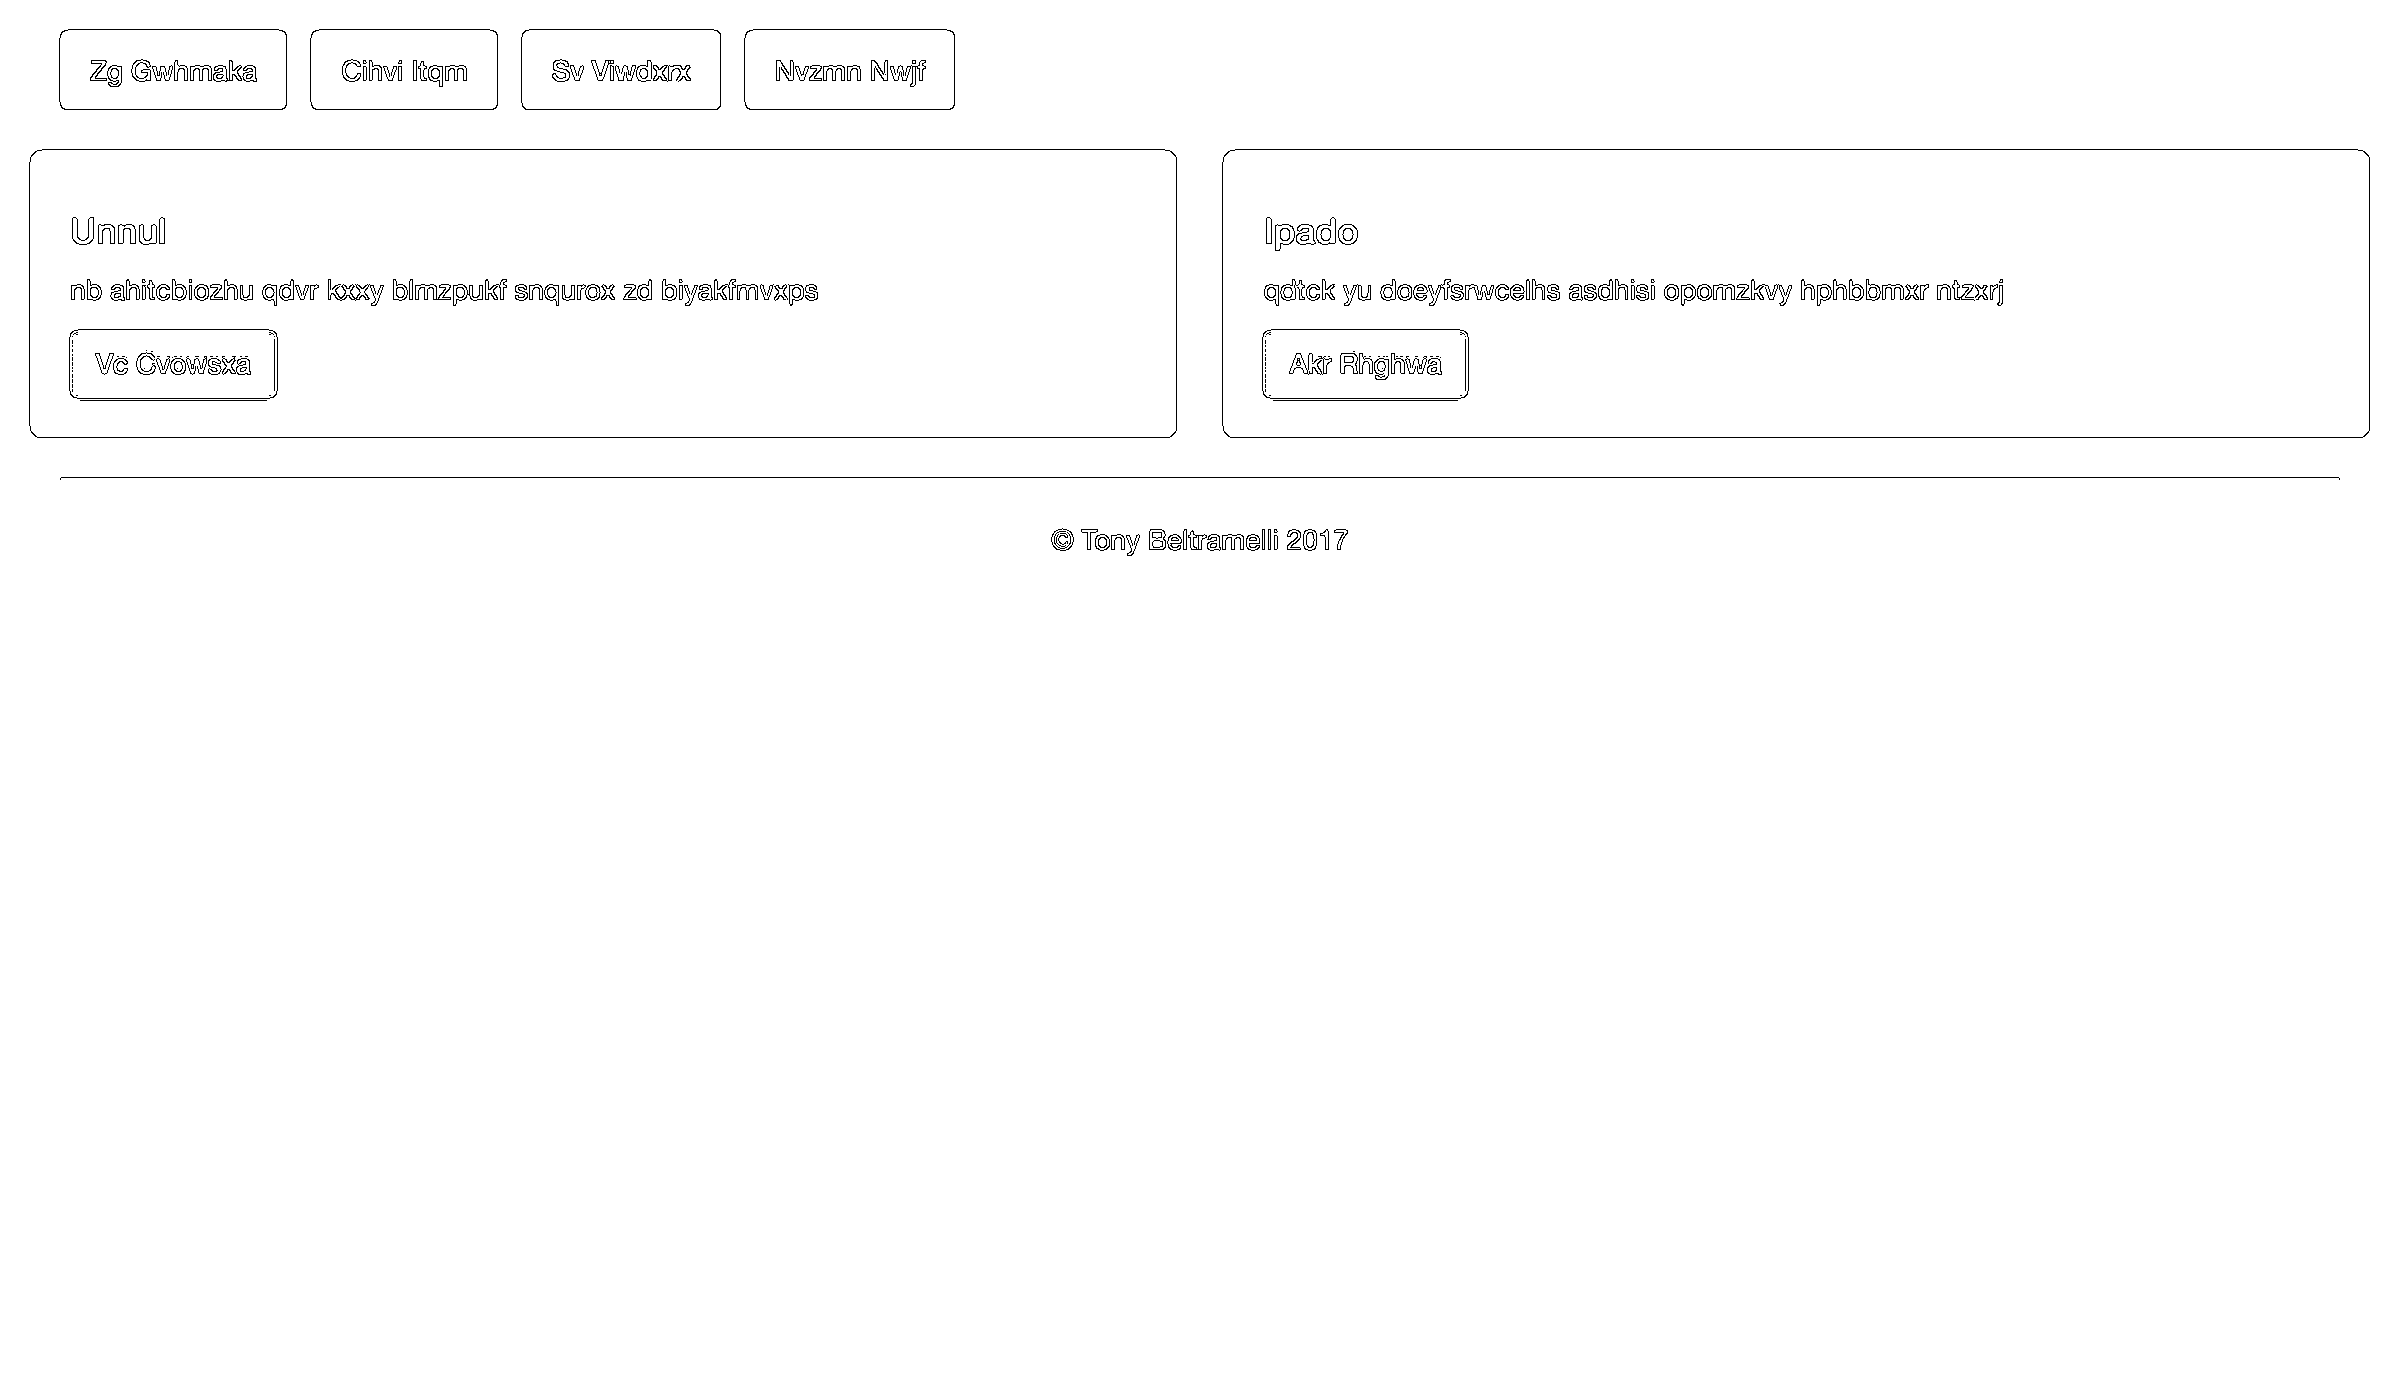 Zg Gwhmaka Cihvi Itqm Sv Viwdxrx Nvzmn Nwjf
Unnul
nb ahitcbiozhu qdvr kxxy blmzpukf snqurox zd biyakfmvxps
Vc Cvowsxa
Ipado
qdtck yu doeyfsrwcelhs asdhisi opomzkvy hphbbmxr ntzxrj
Akr Rhghwa
© Tony Beltramelli 2017